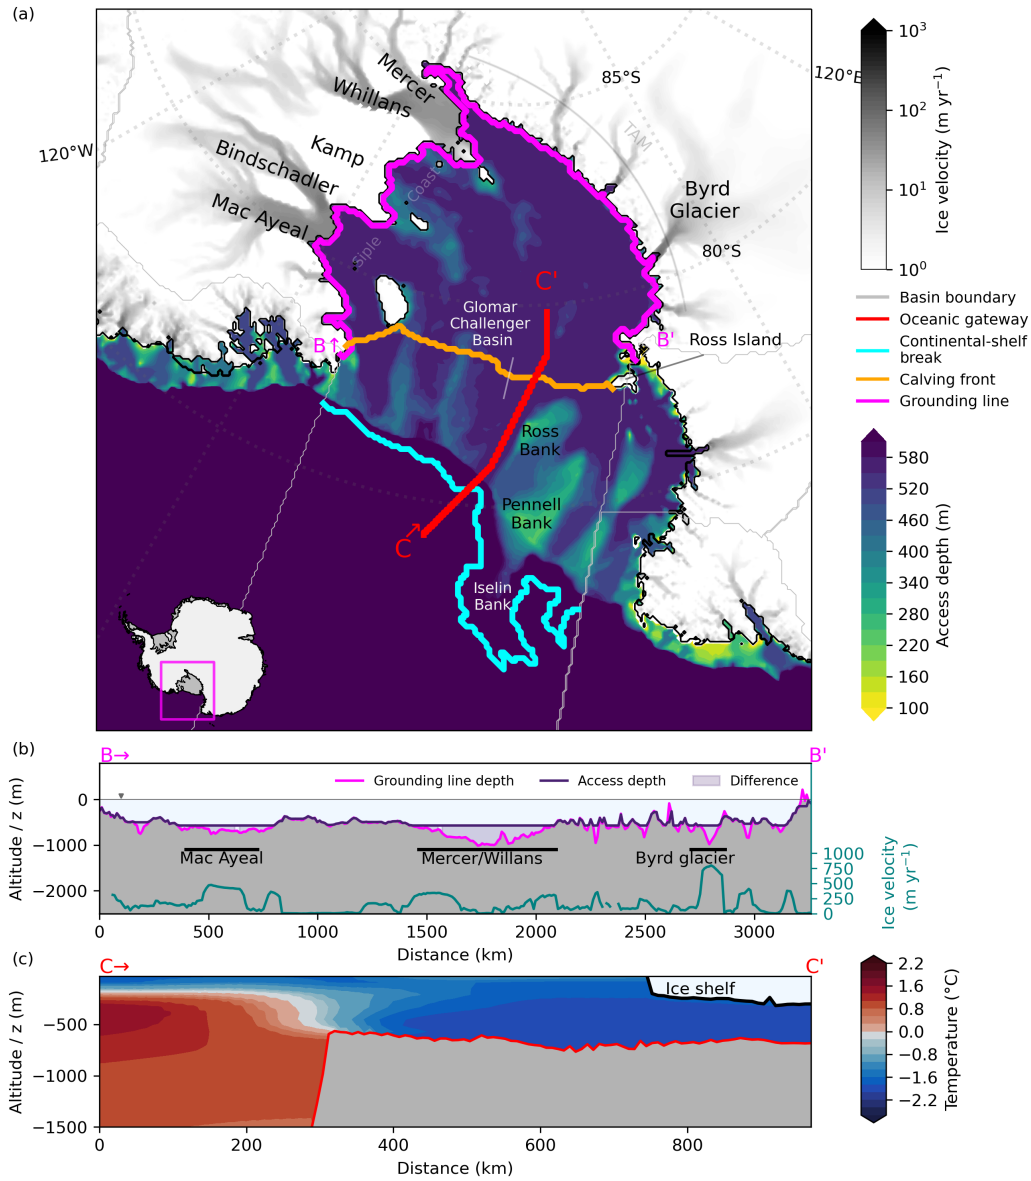 (a)
Mercer
Whillans
Kamp
Bindschadler
Mac Ayeal
120°W
120°E
85°S
TAM
Byrd
Glacier
80°S
Coast
Siple
C'
Glomar
Challenger
Basin
B↑
B'
Ross Island
Ross
Bank
Pennell
Bank
C
↗
Iselin
Bank
10³
10²
10¹
10⁰
Ice velocity (m yr⁻¹)
Basin boundary
Oceanic gateway
Continental-shelf
break
Calving front
Grounding line
580
520
460
400
340
280
220
160
100
Access depth (m)
(b)
B→
B'
Grounding line depth
Access depth
Difference
0
−1000
−2000
Altitude / z (m)
Mac Ayeal
Mercer/Willans
Byrd glacier
1000
750
500
250
0
Ice velocity
(m yr⁻¹)
0
500
1000
1500
2000
2500
3000
Distance (km)
(c)
C→
C'
Ice shelf
−500
−1000
−1500
Altitude / z (m)
0
200
400
600
800
Distance (km)
2.2
1.6
0.8
0.0
−0.8
−1.6
−2.2
Temperature (°C)